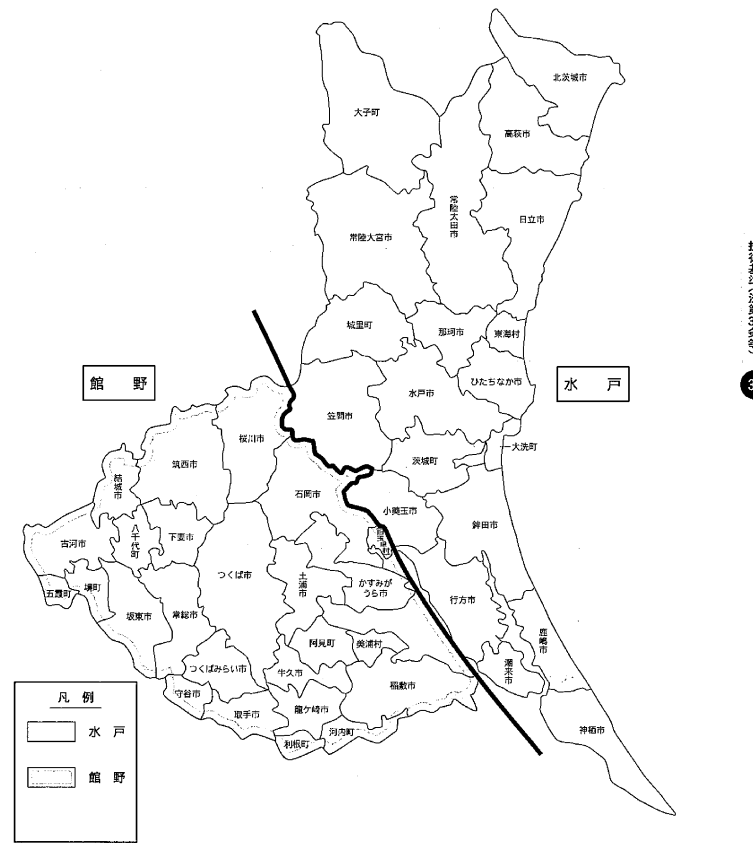 北茨城市
大子町
高萩市
常陸太田市
日立市
常陸大宮市
城里町
那珂市
東海村
館 野
水 戸
ひたちなか市
水戸市
笠間市
桜川市
大洗町
茨城町
筑西市
結城市
石岡市
小美玉市
鉾田市
古河市
八千代町
下妻市
つくば市
土浦市
かすみがうら市
行方市
五霞町
境町
坂東市
常総市
鹿嶋市
阿見町
美浦村
潮来市
つくばみらい市
牛久市
守谷市
稲敷市
取手市
龍ケ崎市
河内町
利根町
神栖市
凡 例
水 戸
館 野
3